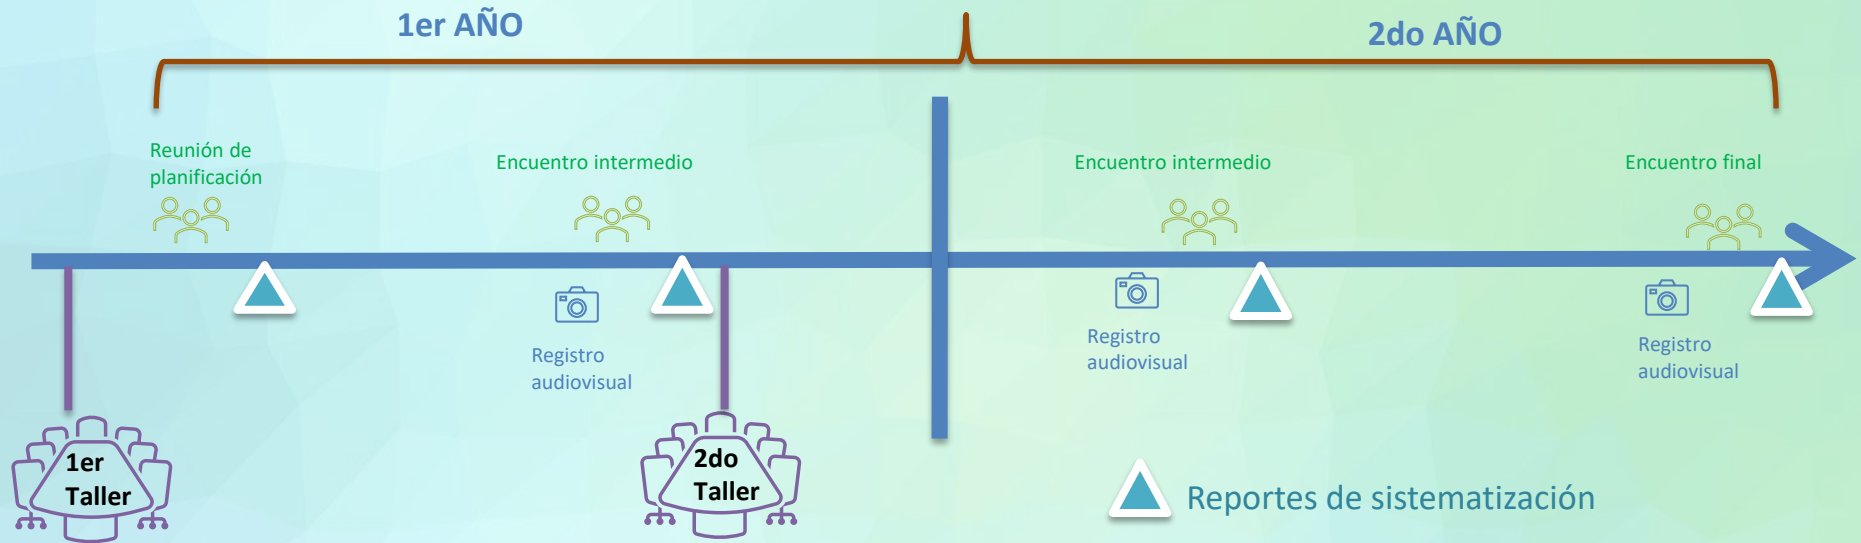 1er AÑO
2do AÑO
Reunión de
planificación
Encuentro intermedio
Encuentro intermedio
Encuentro final
Registro
audiovisual
Registro
audiovisual
Registro
audiovisual
1er
Taller
2do
Taller
Reportes de sistematización